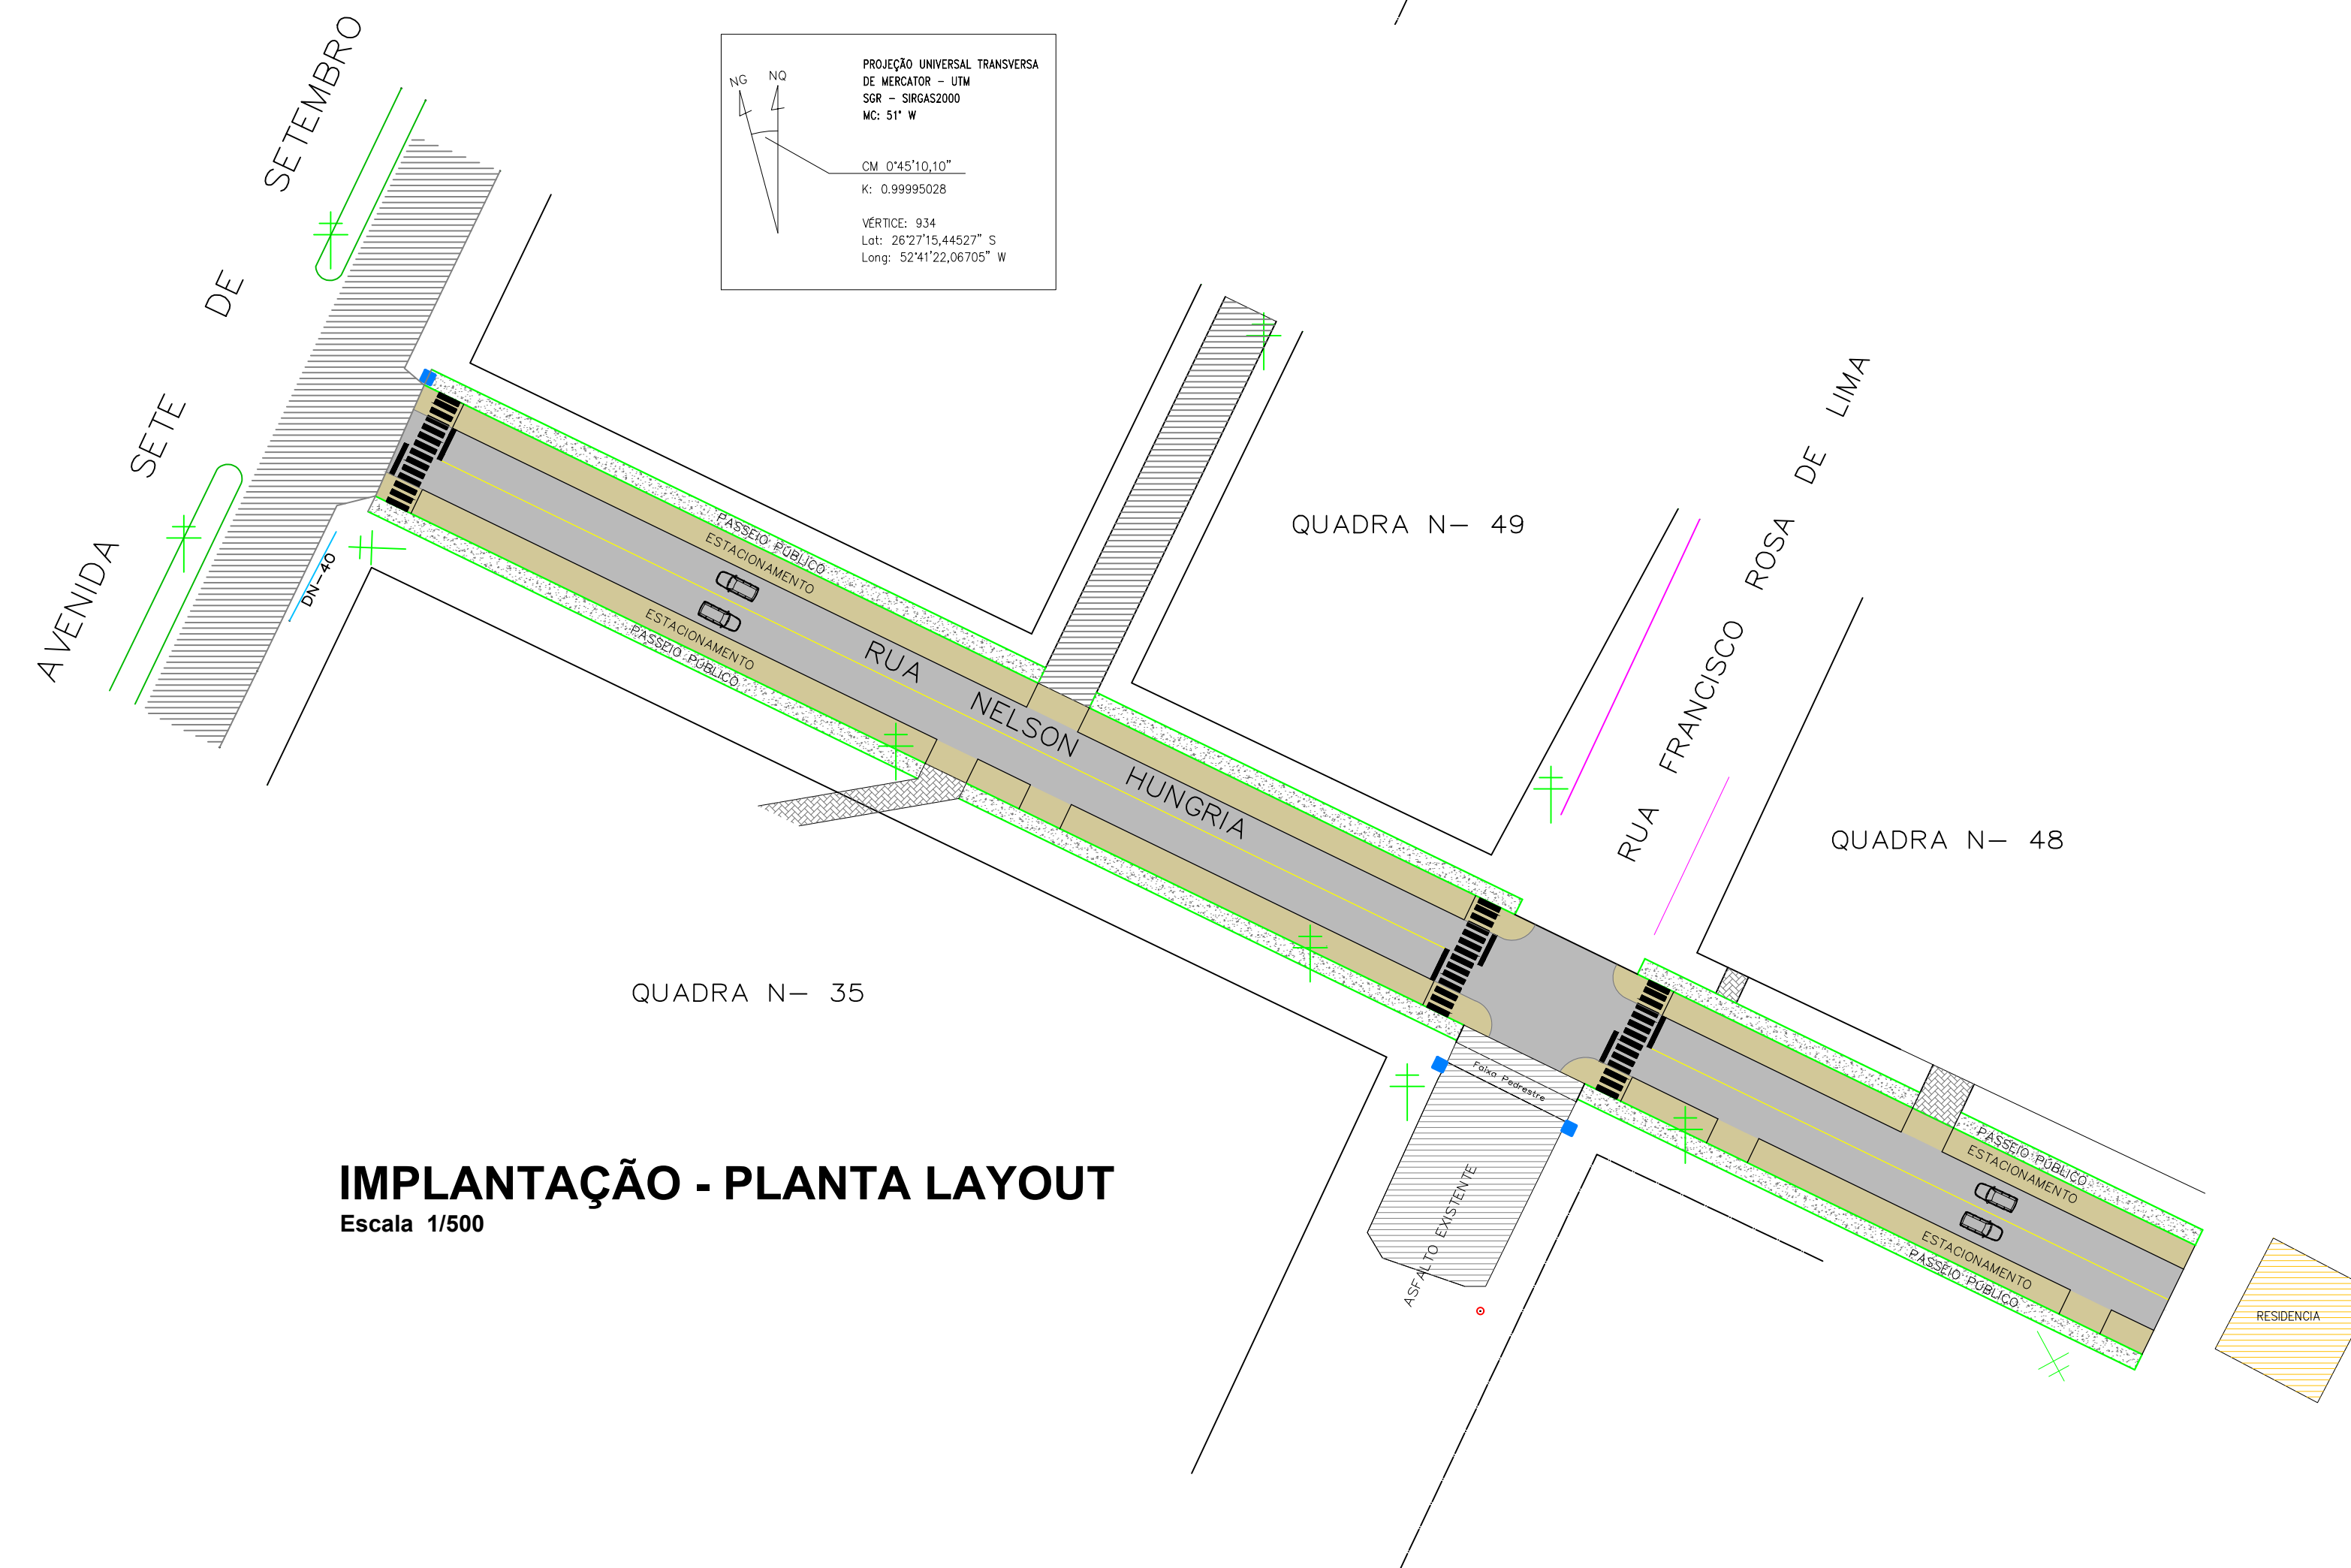 AVENIDA SETE DE SETEMBRO
NG
NQ
PROJEÇÃO UNIVERSAL TRANSVERSA
DE MERCATOR - UTM
SGR - SIRGAS2000
MC: 51° W
CM 0°45'10,10"
K: 0.99995028
VÉRTICE: 934
Lat: 26°27'15,44527" S
Long: 52°41'22,06705" W
DN-40
PASSEIO PÚBLICO
ESTACIONAMENTO
ESTACIONAMENTO
PASSEIO PÚBLICO
RUA NELSON HUNGRIA
QUADRA N- 49
RUA FRANCISCO ROSA DE LIMA
QUADRA N- 48
QUADRA N- 35
Faixa Pedrestre
ASFALTO EXISTENTE
PASSEIO PÚBLICO
ESTACIONAMENTO
ESTACIONAMENTO
PASSEIO PÚBLICO
RESIDENCIA
IMPLANTAÇÃO - PLANTA LAYOUT
Escala 1/500